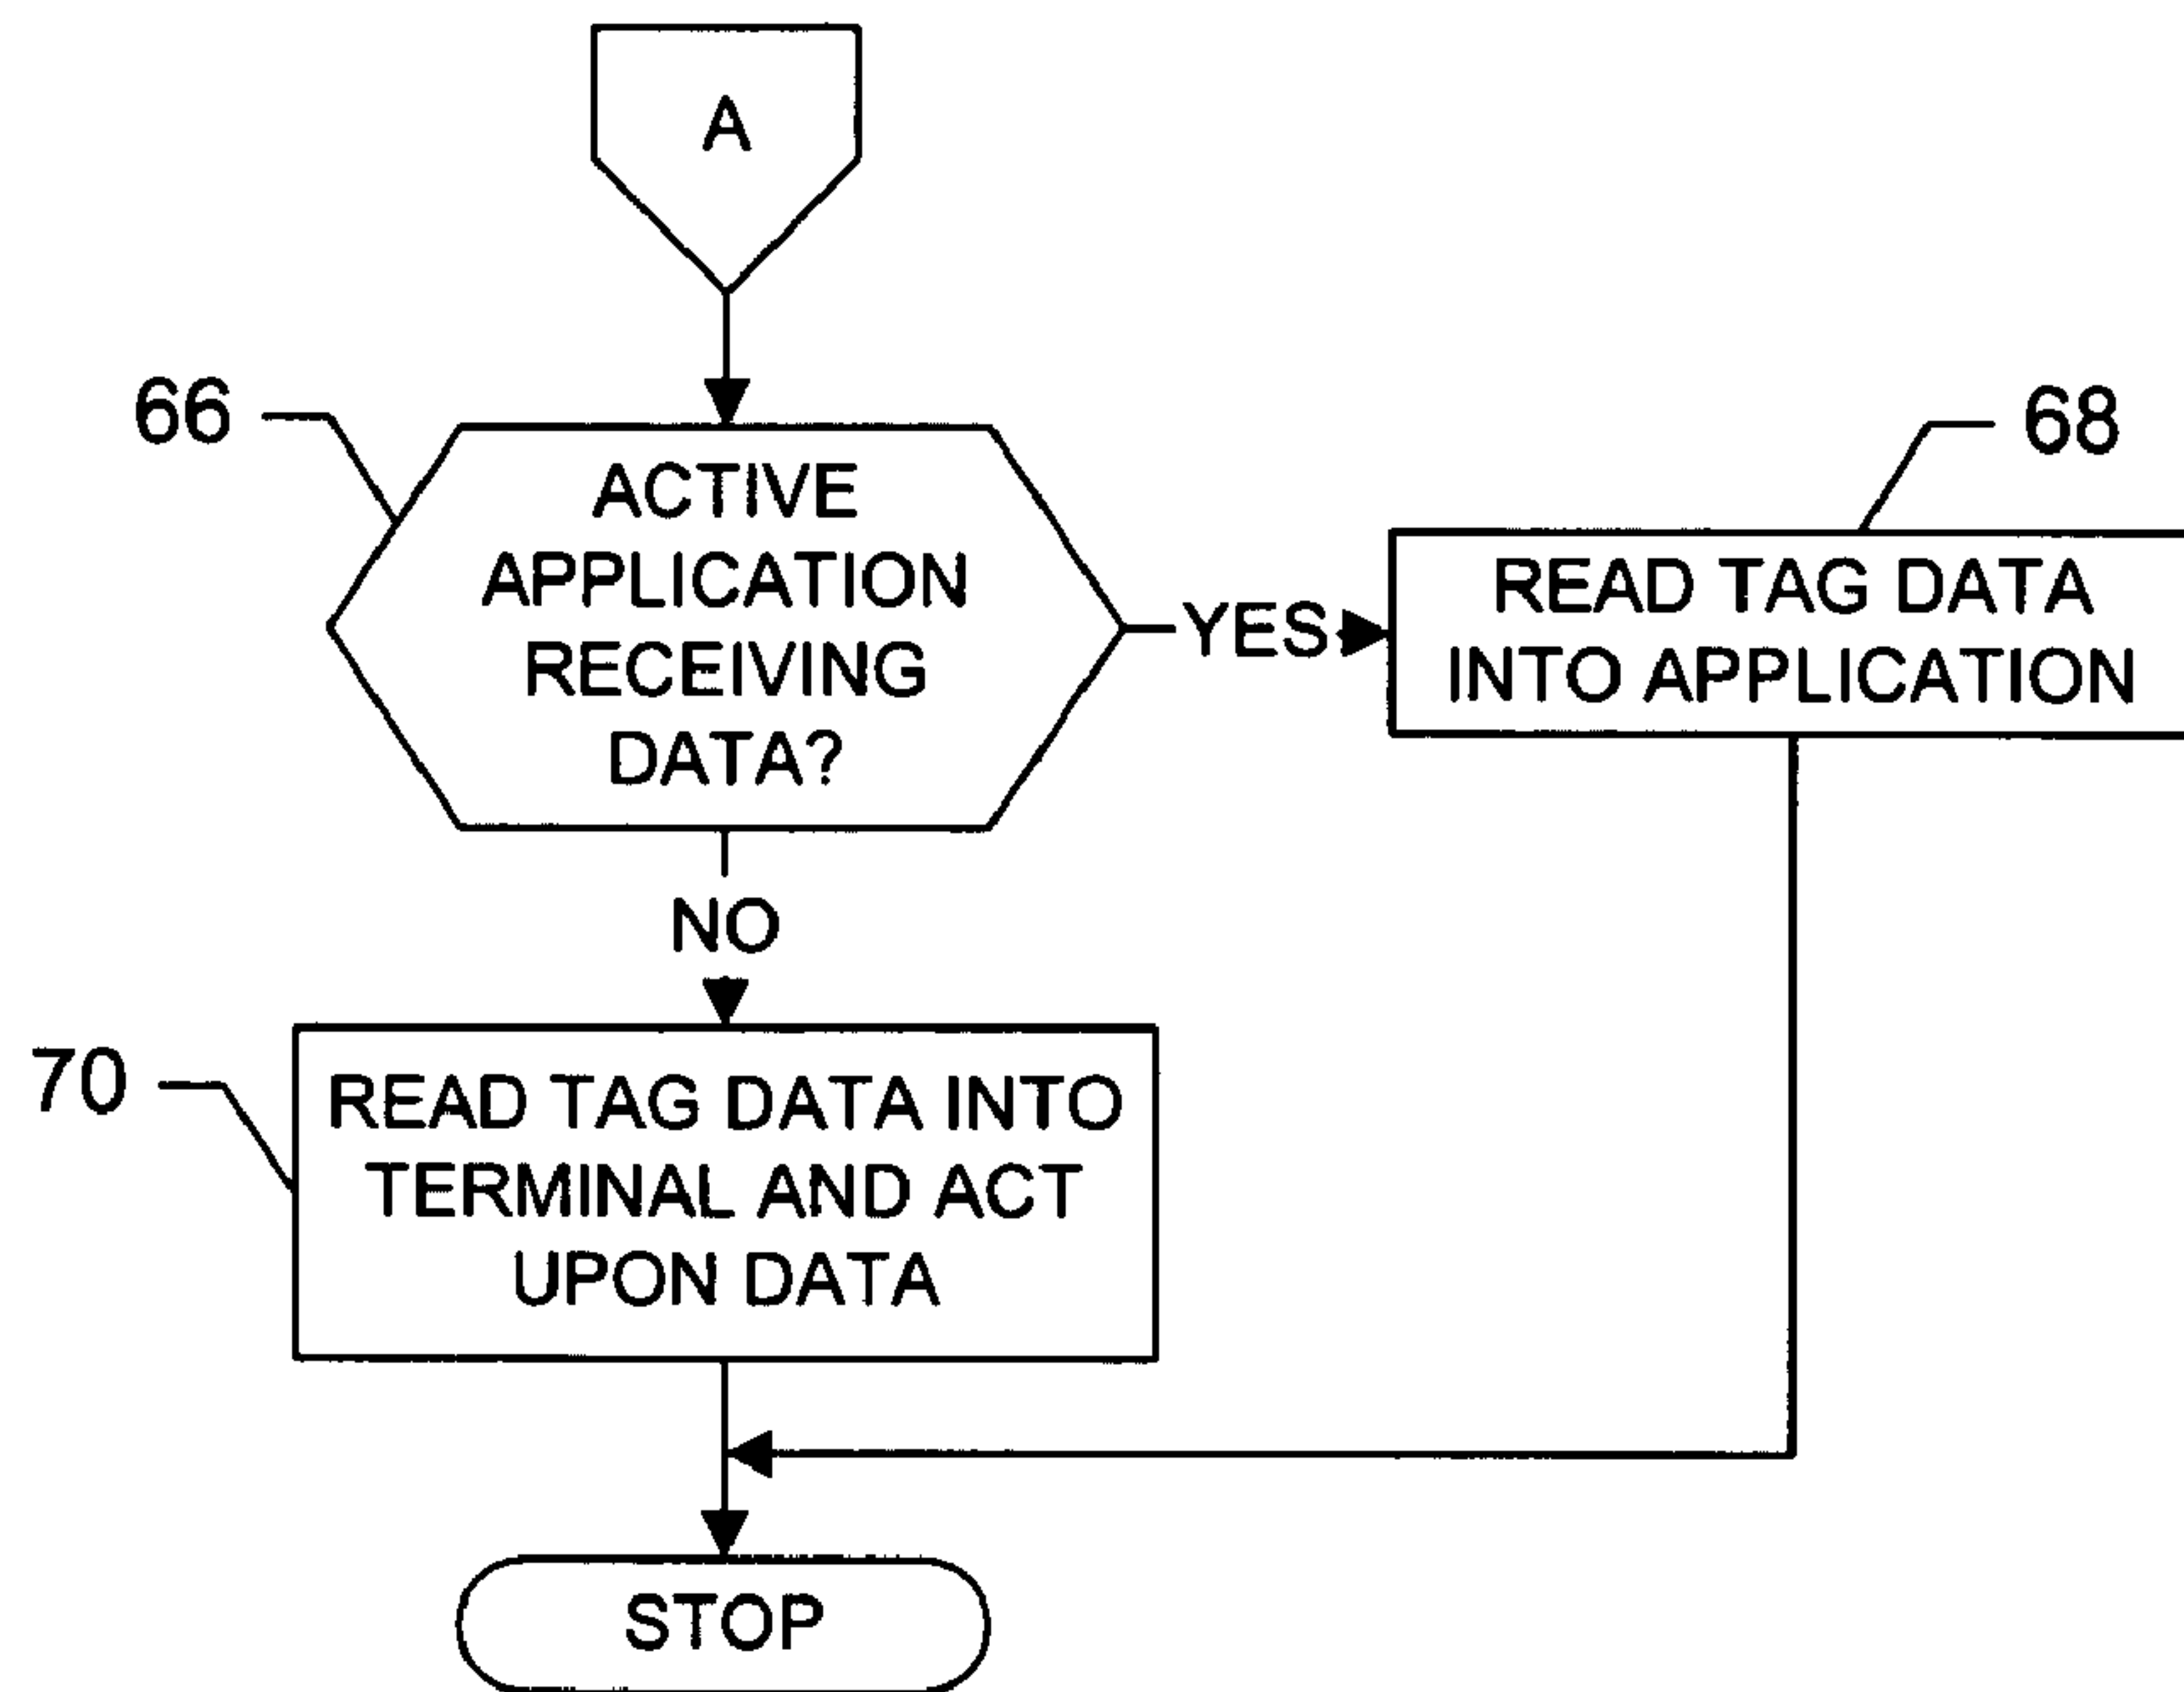 A
66
ACTIVE
APPLICATION
RECEIVING
DATA?
YES
68
READ TAG DATA
INTO APPLICATION
NO
70
READ TAG DATA INTO
TERMINAL AND ACT
UPON DATA
STOP